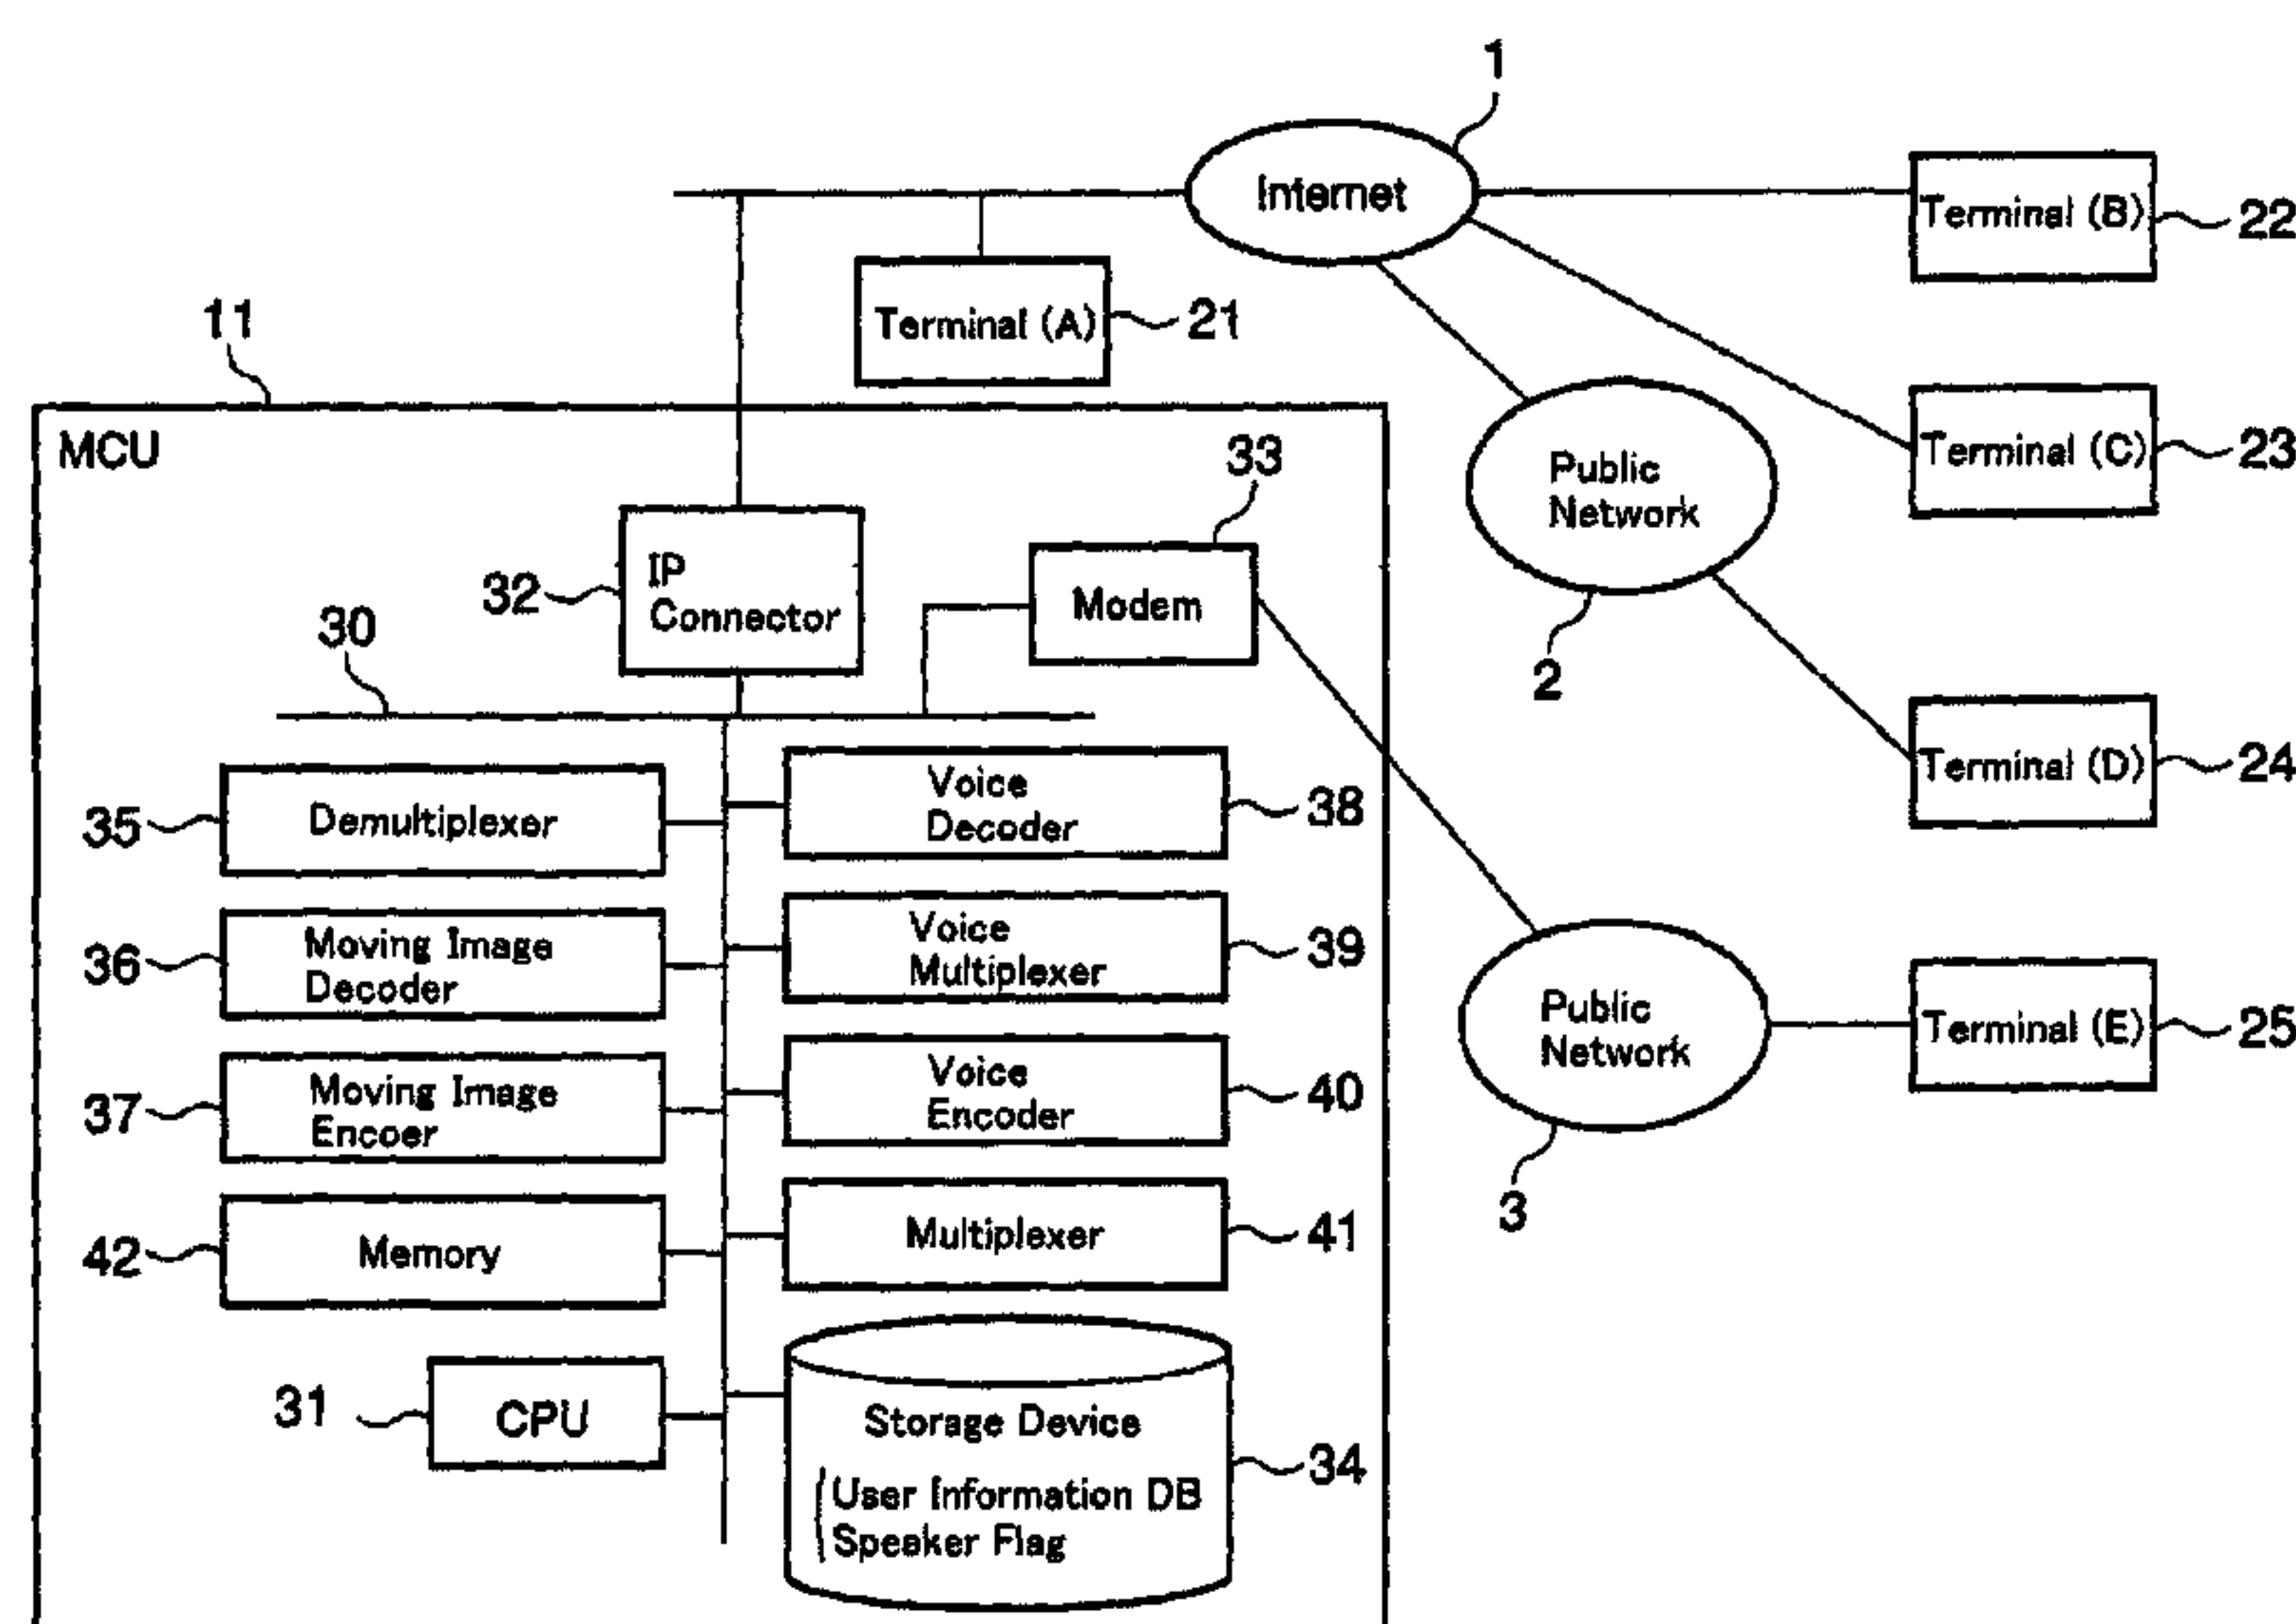 1
Internet
Terminal (B)
22
Terminal (A)
21
11
MCU
Terminal (C)
23
33
Public
Network
IP
Connector
32
Modem
30
2
Terminal (D)
24
Demultiplexer
35
Voice
Decoder
38
Moving Image
Decoder
36
Voice
Multiplexer
39
Public
Network
Terminal (E)
25
Moving Image
Encoer
37
Voice
Encoder
40
3
Memory
42
Multiplexer
41
CPU
31
Storage Device
User Information DB
Speaker Flag
34